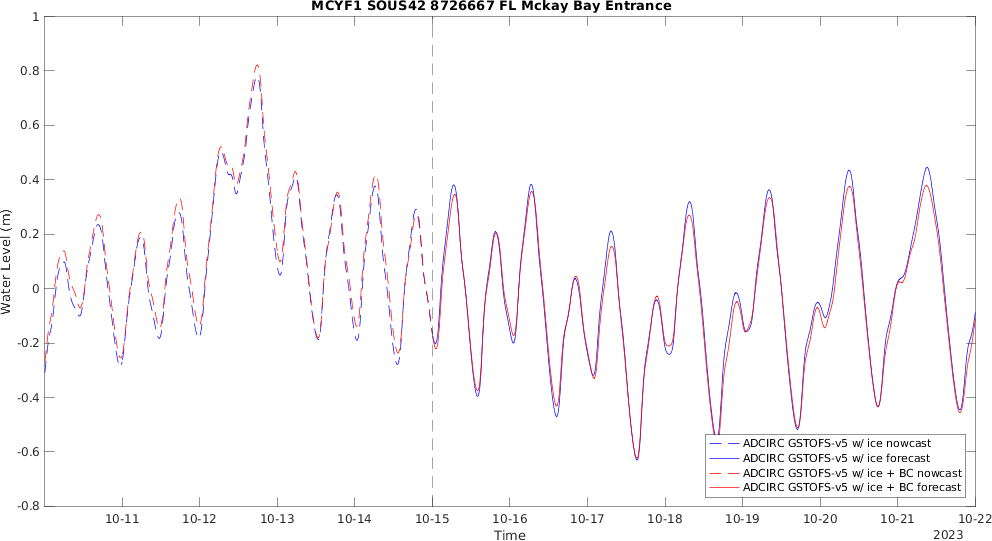 MCYF1 SOUS42 8726667 FL Mckay Bay Entrance
1
0.8
0.6
0.4
0.2
0
-0.2
-0.4
-0.6
-0.8
Water Level (m)
ADCIRC GSTOFS-v5 w/ ice nowcast
ADCIRC GSTOFS-v5 w/ ice forecast
ADCIRC GSTOFS-v5 w/ ice + BC nowcast
ADCIRC GSTOFS-v5 w/ ice + BC forecast
10-11 10-12 10-13 10-14 10-15 10-16 10-17 10-18 10-19 10-20 10-21 10-22
Time
2023